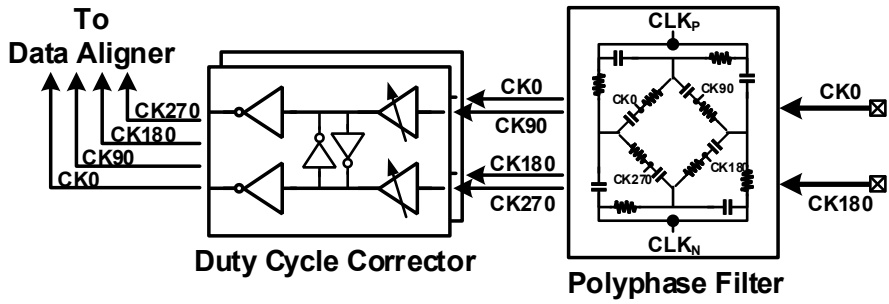 To
Data Aligner
CK270
CK180
CK90
CK0
Duty Cycle Corrector
CK0
CK90
CK180
CK270
CLKP
CK0
CK90
CK270
CK180
CLKN
Polyphase Filter
CK0
CK180